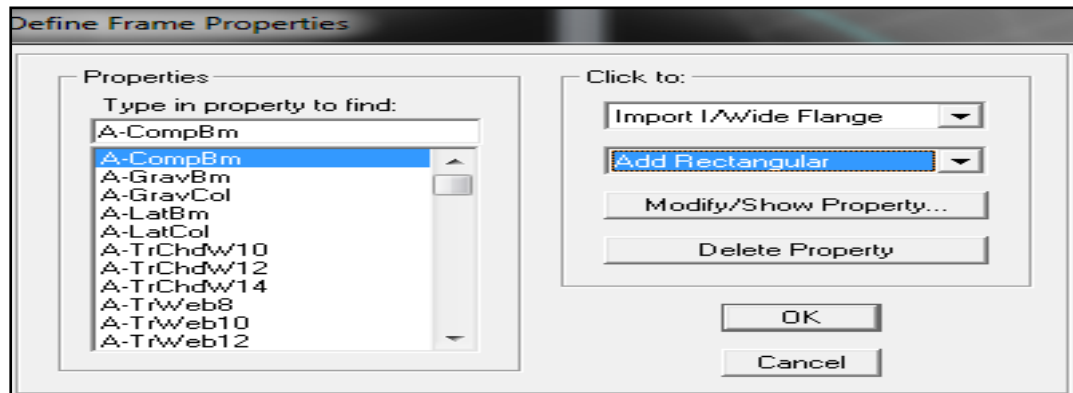 Define Frame Properties
Properties
Type in property to find:
A-CompBm
A-CompBm
A-GravBm
A-GravCol
A-LatBm
A-LatCol
A-TrChdW10
A-TrChdW12
A-TrChdW14
A-TrWeb8
A-TrWeb10
A-TrWeb12
Click to:
Import I/Wide Flange
Add Rectangular
Modify/Show Property...
Delete Property
OK
Cancel